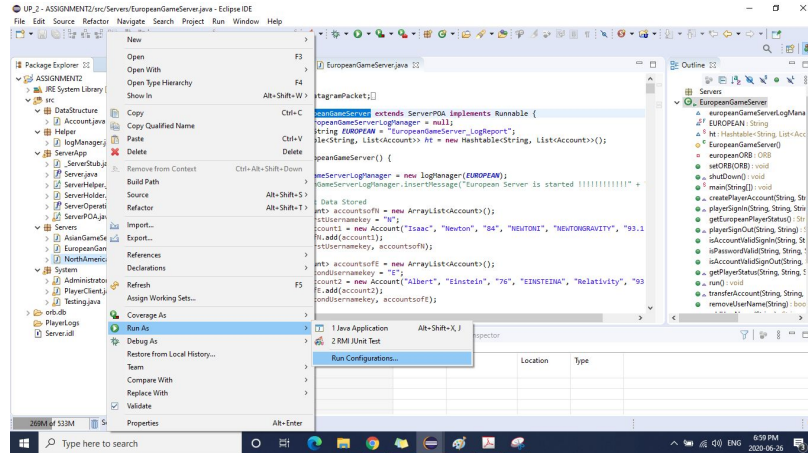 UP_2 - ASSIGNMENT2/src/Servers/EuropeanGameServer.java - Eclipse IDE
File Edit Source Refactor Navigate Search Project Run Window Help
Package Explorer
ASSIGNMENT2
JRE System Library [
src
DataStructure
Account.java
Helper
logManager.j
ServerApp
_ServerStub.ja
Server.java
ServerHelper.
ServerHolder.
ServerOperati
ServerPOA.jav
Servers
AsianGameSe
EuropeanGan
NorthAmerica
System
Administrator
PlayerClient.j
Testing.java
orb.db
PlayerLogs
Server.idl
New >
Open F3
Open With >
Open Type Hierarchy F4
Show In Alt+Shift+W >
Copy Ctrl+C
Copy Qualified Name
Paste Ctrl+V
Delete Delete
Remove from Context Ctrl+Alt+Shift+Down
Build Path >
Source Alt+Shift+S >
Refactor Alt+Shift+T >
Import...
Export...
References >
Declarations >
Refresh F5
Assign Working Sets...
Coverage As >
Run As >
Debug As >
Restore from Local History...
Team >
Compare With >
Replace With >
Validate
Properties Alt+Enter
1 Java Application Alt+Shift+X, J
2 RMI JUnit Test
Run Configurations...
EuropeanGameServer.java
atagramPacket;
peanGameServer extends ServerPOA implements Runnable {
ropeanGameServerLogManager = null;
String EUROPEAN = "EuropeanGameServer_LogReport";
ble<String, List<Account>> ht = new Hashtable<String, List<Account>>();
peanGameServer() {
ameServerLogManager = new logManager(EUROPEAN);
GameServerLogManager.insertMessage("European Server is started !!!!!!!!!!!!!" +
Data Stored
unt> accountsofN = new ArrayList<Account>();
rstUsernamekey = "N";
ccount1 = new Account("Isaac", "Newton", "84", "NEWTONI", "NEWTONGRAVITY", "93.1
fN.add(account1);
rstUsernamekey, accountsofN);
unt> accountsofE = new ArrayList<Account>();
condUsernamekey = "E";
ccount2 = new Account("Albert", "Einstein", "76", "EINSTEINA", "Relativity", "93
fE.add(account2);
condUsernamekey, accountsofE);
Outline
Servers
EuropeanGameServer
europeanGameServerLogMana
EUROPEAN : String
ht : Hashtable<String, List<Acc
EuropeanGameServer()
europeanORB : ORB
setORB(ORB) : void
shutDown() : void
main(String[]) : void
createPlayerAccount(String, Str
playerSignIn(String, String, Strir
getEuropeanPlayerStatus() : Str
playerSignOut(String, String) :
isAccountValidSignIn(String, St
isPasswordValid(String, String,
isAccountValidSignOut(String,
getPlayerStatus(String, String, S
run() : void
transferAccount(String, String,
removeUserName(String) : boo
nspector
Location Type
269M of 533M
Type here to search
ENG
6:59 PM
2020-06-26